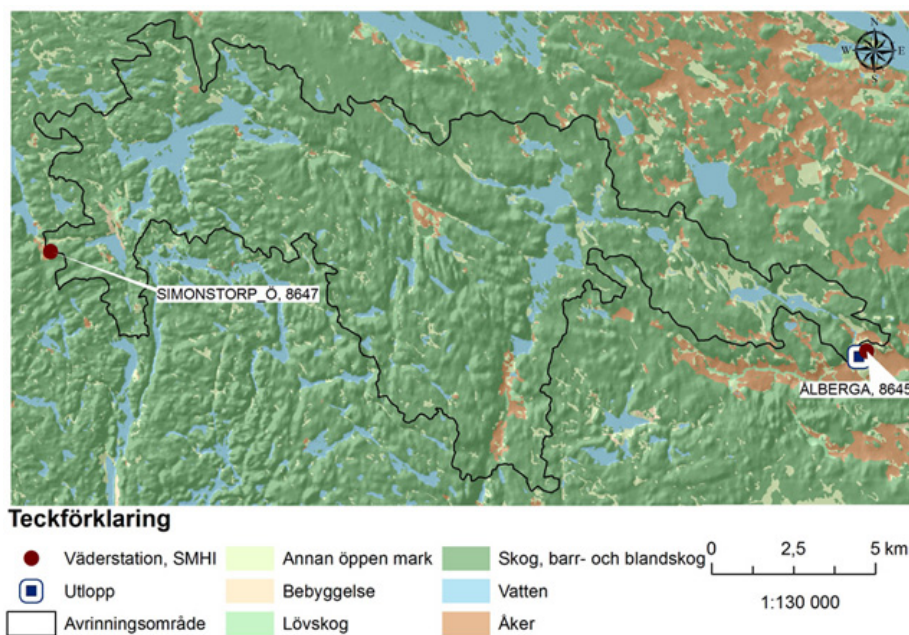 N
W E
S
SIMONSTORP_Ö, 8647
ÅLBERGA, 8645
Teckförklaring
Väderstation, SMHI
Utlopp
Avrinningsområde
Annan öppen mark
Bebyggelse
Lövskog
Skog, barr- och blandskog
Vatten
Åker
0 2,5 5 km
1:130 000